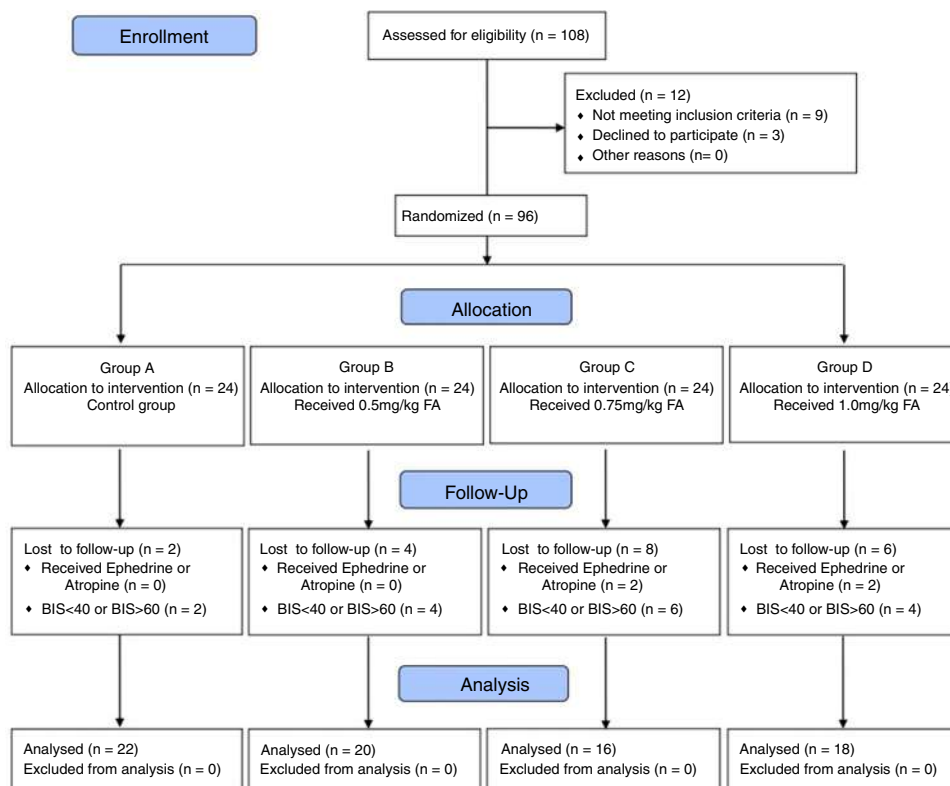 Enrollment
Assessed for eligibility (n = 108)
Excluded (n = 12)
♦ Not meeting inclusion criteria (n = 9)
♦ Declined to participate (n = 3)
♦ Other reasons (n= 0)
Randomized (n = 96)
Allocation
Group A
Allocation to intervention (n = 24)
Control group
Group B
Allocation to intervention (n = 24)
Received 0.5mg/kg FA
Group C
Allocation to intervention (n = 24)
Received 0.75mg/kg FA
Group D
Allocation to intervention (n = 24
Received 1.0mg/kg FA
Follow-Up
Lost to follow-up (n = 2)
♦ Received Ephedrine or
Atropine (n = 0)
♦ BIS<40 or BIS>60 (n = 2)
Lost to follow-up (n = 4)
♦ Received Ephedrine or
Atropine (n = 0)
♦ BIS<40 or BIS>60 (n = 4)
Lost to follow-up (n = 8)
♦ Received Ephedrine or
Atropine (n = 2)
♦ BIS<40 or BIS>60 (n = 6)
Lost to follow-up (n = 6)
♦ Received Ephedrine or
Atropine (n = 2)
♦ BIS<40 or BIS>60 (n = 4)
Analysis
Analysed (n = 22)
Excluded from analysis (n = 0)
Analysed (n = 20)
Excluded from analysis (n = 0)
Analysed (n = 16)
Excluded from analysis (n = 0)
Analysed (n = 18)
Excluded from analysis (n = 0)